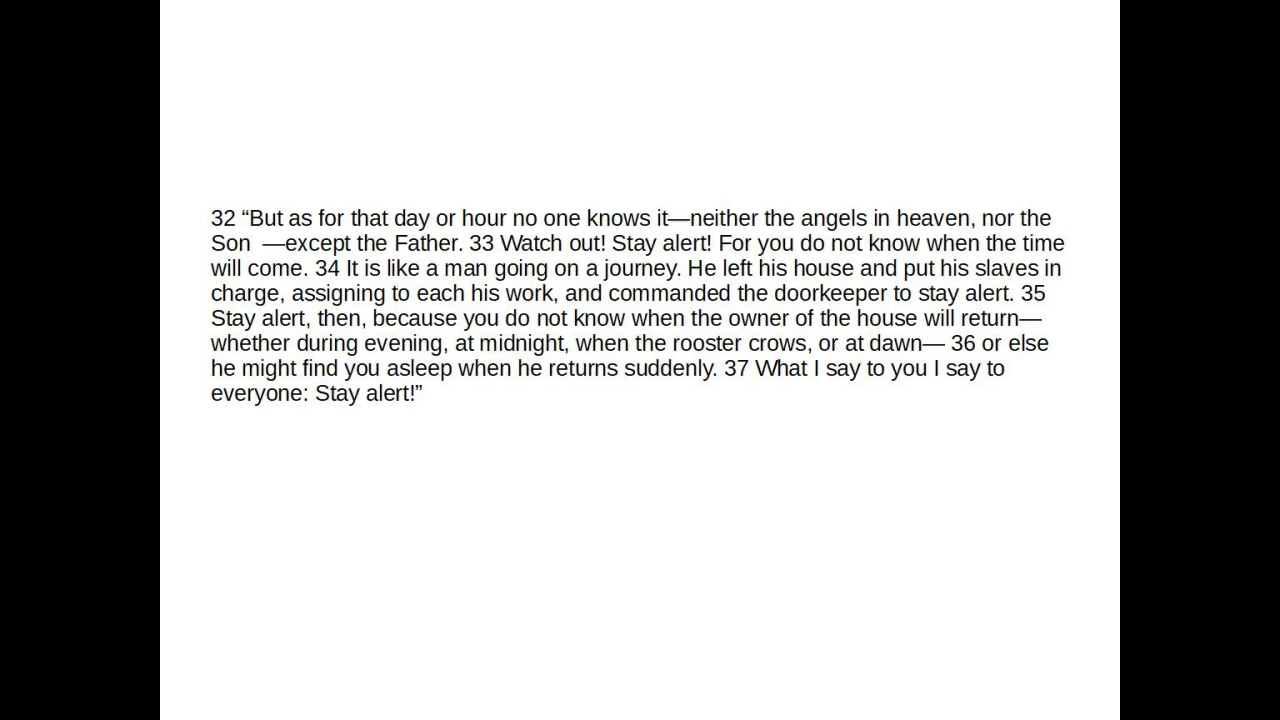 32 “But as for that day or hour no one knows it—neither the angels in heaven, nor the
Son  —except the Father. 33 Watch out! Stay alert! For you do not know when the time
will come. 34 It is like a man going on a journey. He left his house and put his slaves in
charge, assigning to each his work, and commanded the doorkeeper to stay alert. 35
Stay alert, then, because you do not know when the owner of the house will return—
whether during evening, at midnight, when the rooster crows, or at dawn— 36 or else
he might find you asleep when he returns suddenly. 37 What I say to you I say to
everyone: Stay alert!”